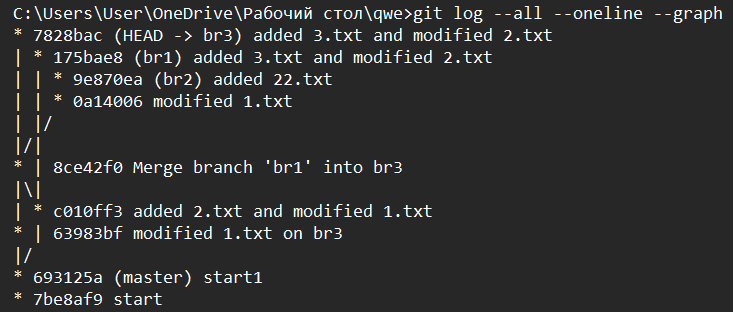 C:\Users\User\OneDrive\Рабочий стол\qwe>git log --all --oneline --graph
* 7828bac (HEAD -> br3) added 3.txt and modified 2.txt
| * 175bae8 (br1) added 3.txt and modified 2.txt
| | * 9e870ea (br2) added 22.txt
| | * 0a14006 modified 1.txt
| |/
|/|
* | 8ce42f0 Merge branch 'br1' into br3
|\|
| * c010ff3 added 2.txt and modified 1.txt
* | 63983bf modified 1.txt on br3
|/
* 693125a (master) start1
* 7be8af9 start